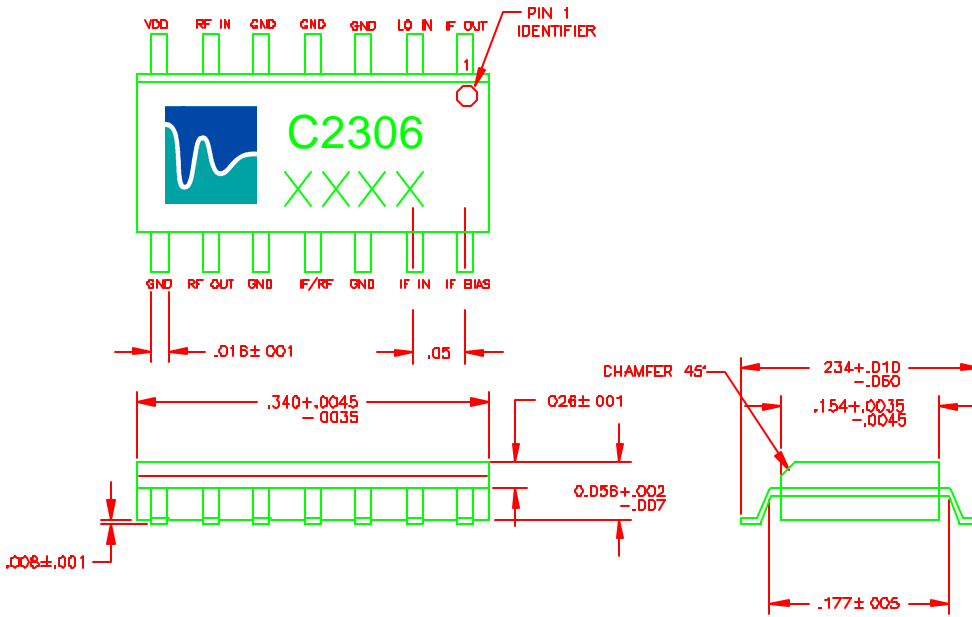 PIN 1
IDENTIFIER
VDD RF IN GND GND GND LO IN IF OUT
1
C2306
XXXX
GND RF OUT GND IF/RF GND IF IN IF BIAS
.016± 001
.05
CHAMFER 45°
234+.010
-.060
.340+.0045
- 0035
026± 001
.154+.0035
-.0045
0.056+.002
-.007
.008±.001
.177± 005